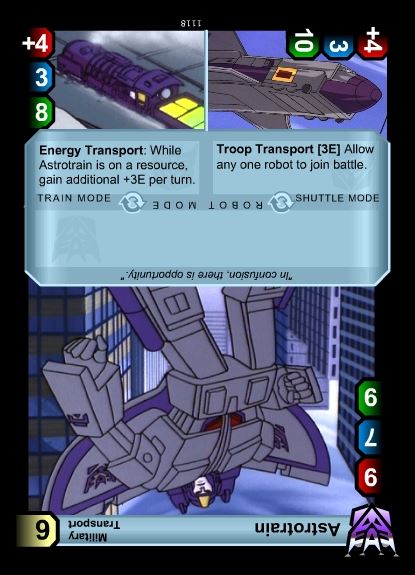 1118
+4
3
8
10
3
+4
Energy Transport: While
Astrotrain is on a resource,
gain additional +3E per turn.
Troop Transport [3E] Allow
any one robot to join battle.
TRAIN MODE
ROBOT MODE
SHUTTLE MODE
"In confusion, there is opportunity."
6
7
6
Astrotrain
Military
Transport
9